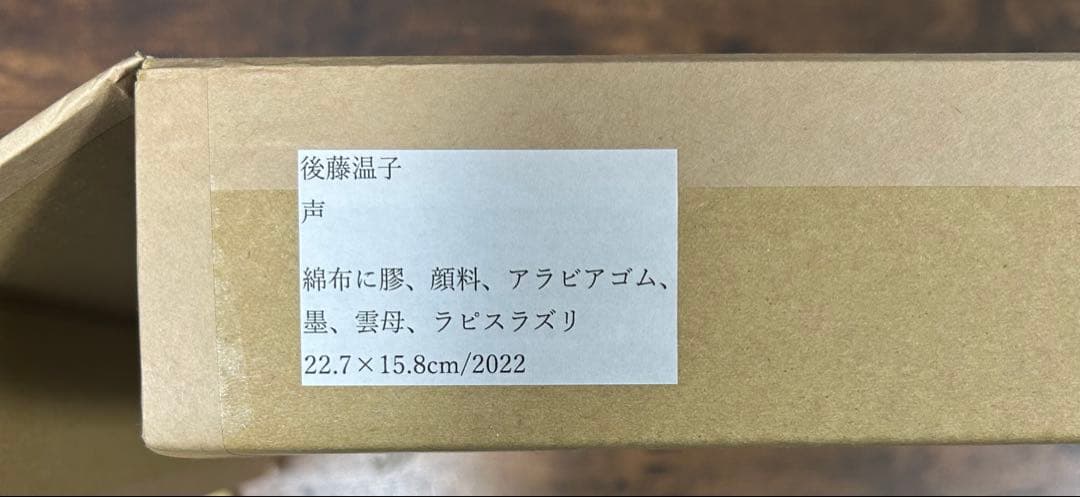 後藤温子
声
綿布に膠、顔料、アラビアゴム、
墨、雲母、ラピスラズリ
22.7×15.8cm/2022